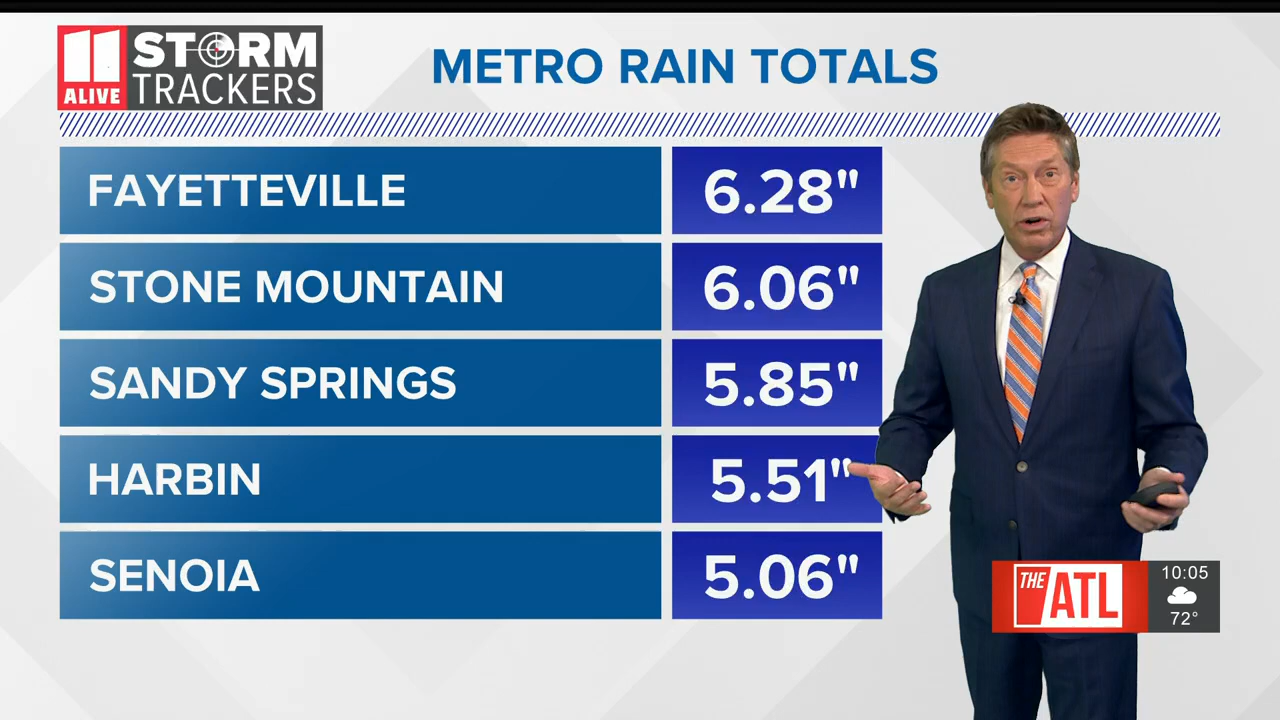 11 STORM
ALIVE TRACKERS
METRO RAIN TOTALS
FAYETTEVILLE 6.28"
STONE MOUNTAIN 6.06"
SANDY SPRINGS 5.85"
HARBIN 5.51"
SENOIA 5.06"
THE ATL
10:05
72°